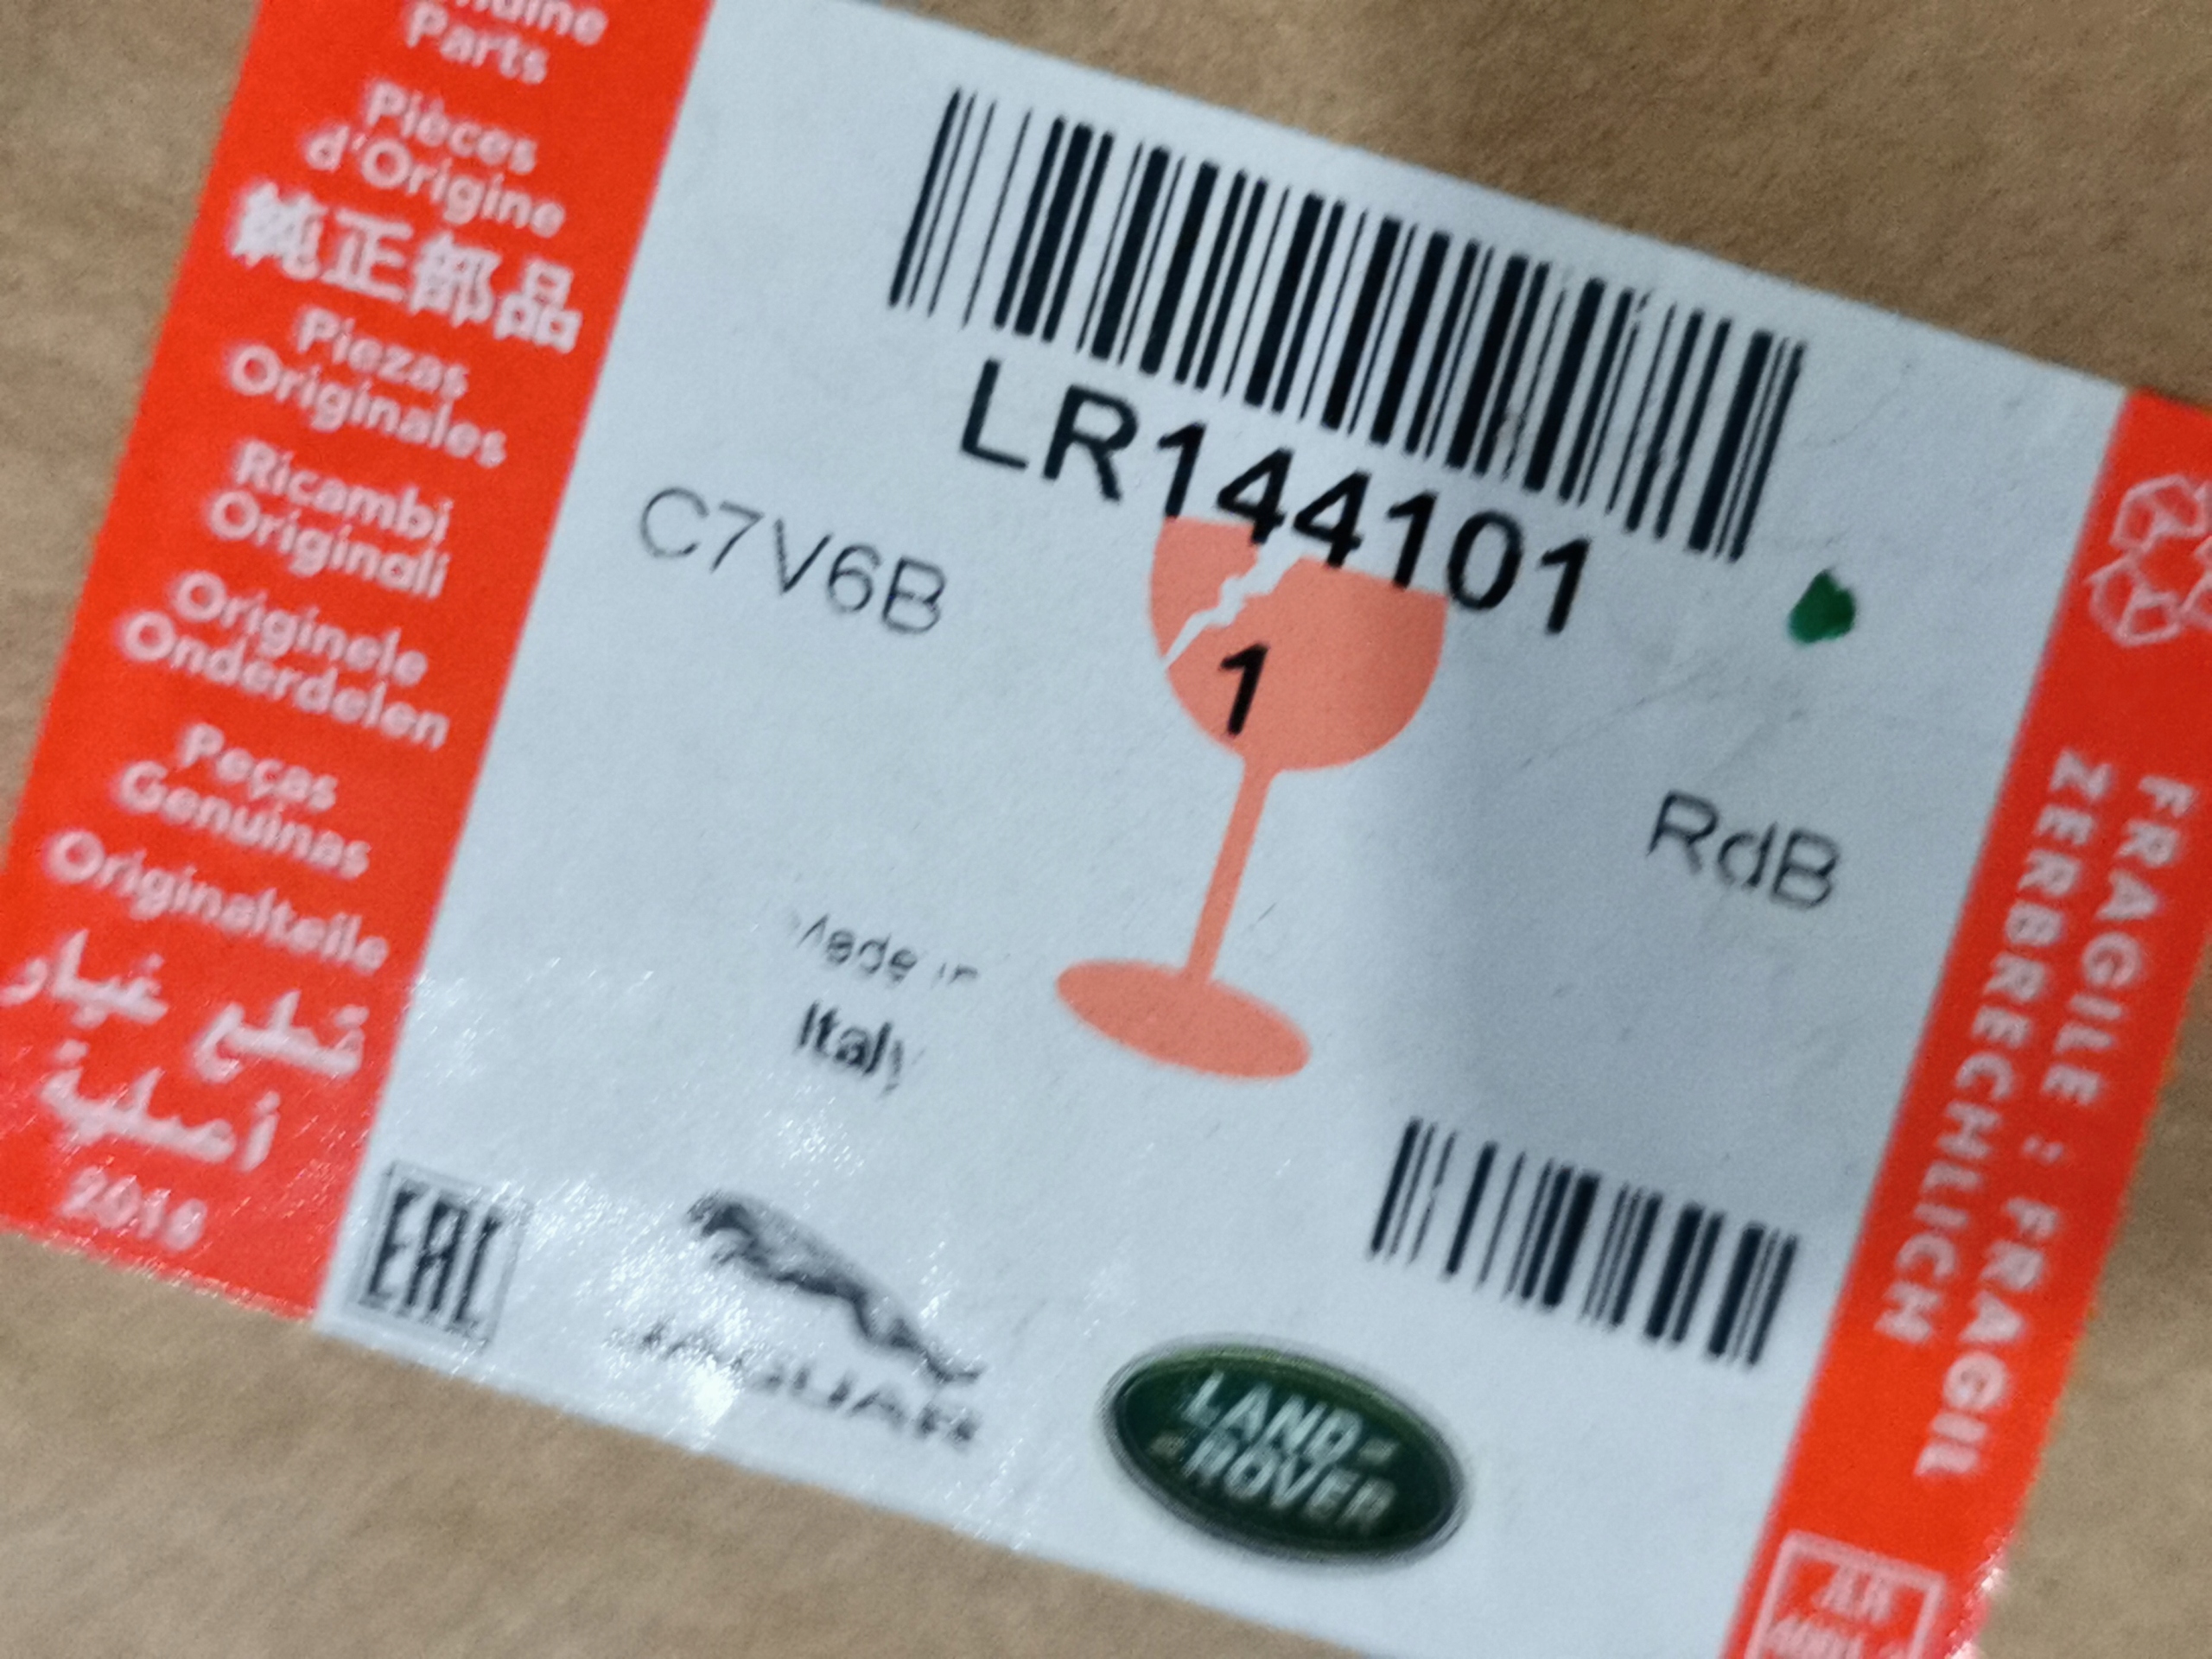 Parts
Pièces
d'Origine
純正部品
Piezas
Originales
Ricambi
Originali
Originele
Onderdelen
Peças
Genuinas
Originalteile
قطع غيار
أصلية
LR144101
C7V6B
1
RdB
Made in
Italy
EAC
JAGUAR
LAND
ROVER
FRAGILE : FRAGIL
ZERBRECHLICH